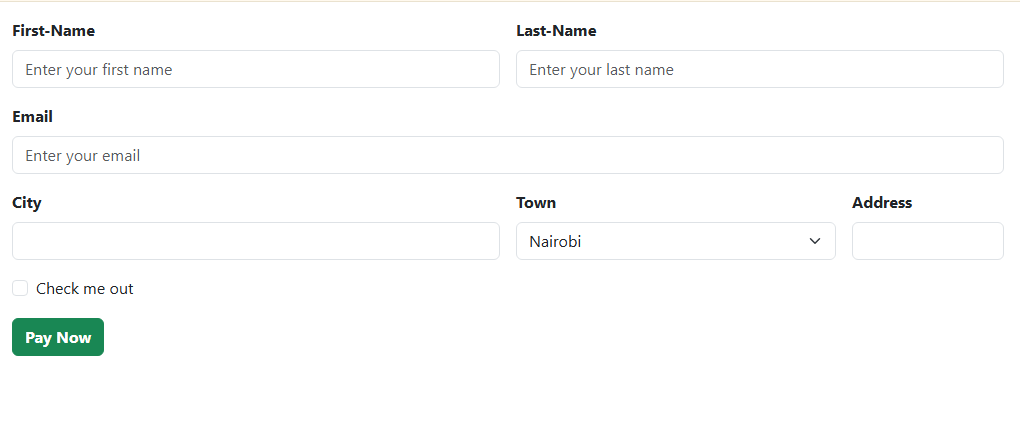 First-Name Last-Name
Enter your first name Enter your last name
Email
Enter your email
City Town Address
Nairobi
Check me out
Pay Now